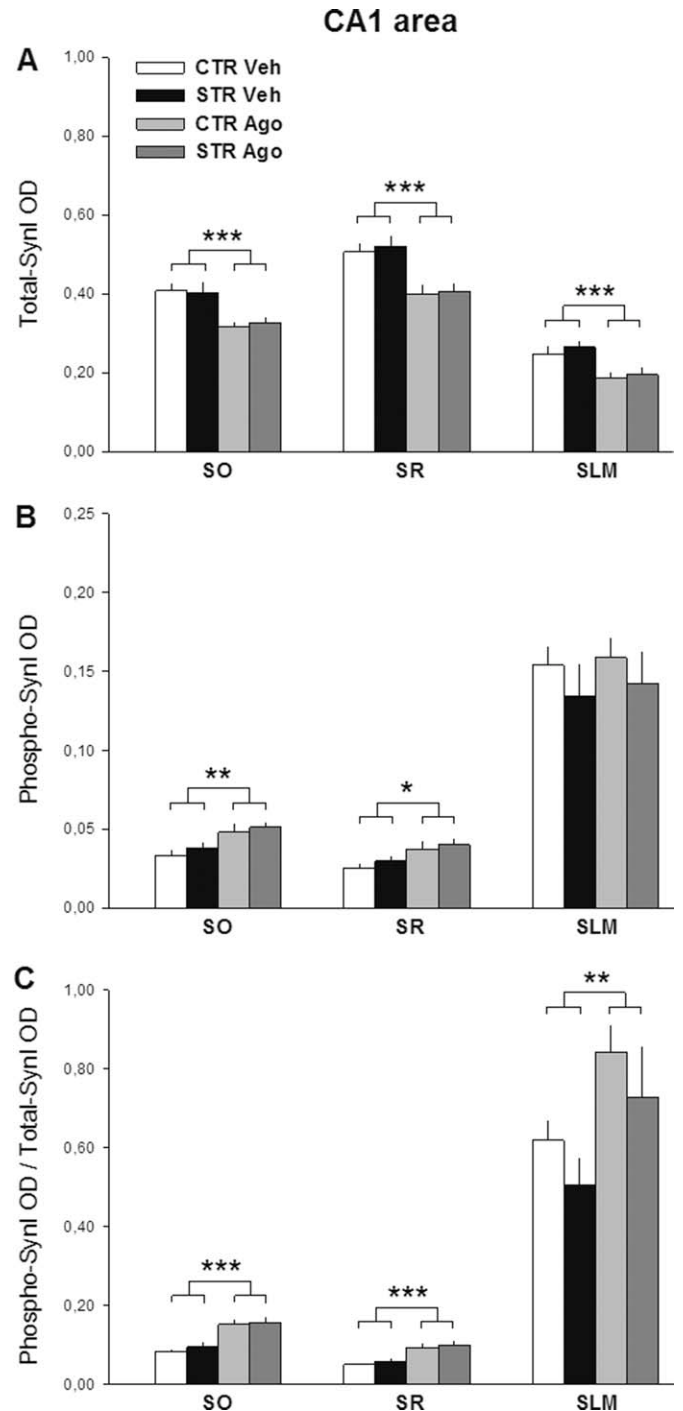 CA1 area
A
CTR Veh
STR Veh
CTR Ago
STR Ago
Total-SynI OD
1,00
0,80
0,60
0,40
0,20
0,00
***
***
***
SO SR SLM
B
Phospho-SynI OD
0,25
0,20
0,15
0,10
0,05
0,00
**
*
SO SR SLM
C
Phospho-SynI OD / Total-SynI OD
1,00
0,80
0,60
0,40
0,20
0,00
***
***
**
SO SR SLM